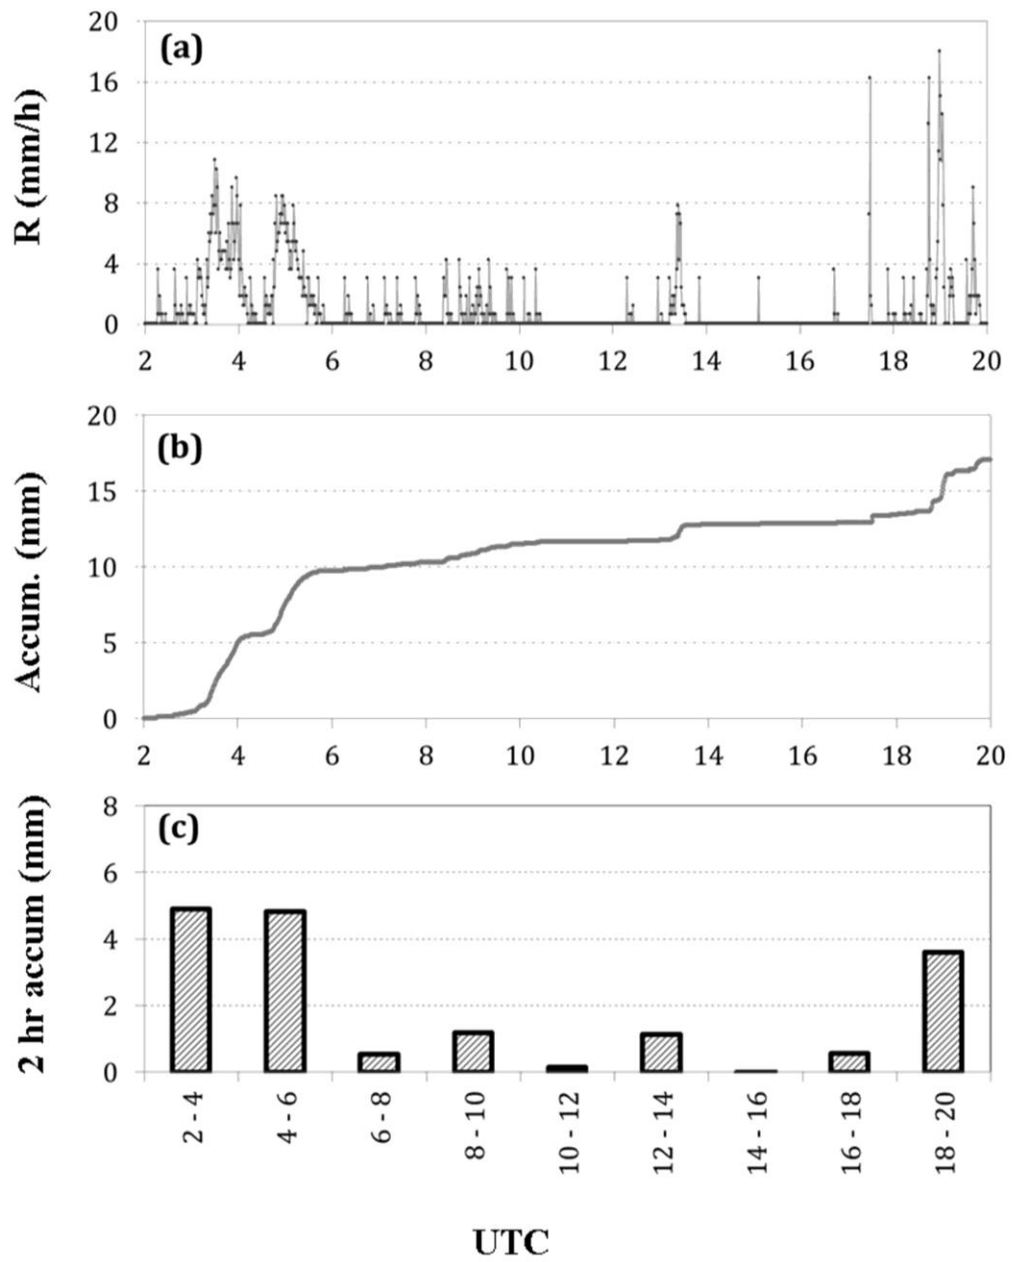 (a)
R (mm/h)
20
16
12
8
4
0
2 4 6 8 10 12 14 16 18 20
(b)
Accum. (mm)
20
15
10
5
0
2 4 6 8 10 12 14 16 18 20
(c)
2 hr accum (mm)
8
6
4
2
0
2 - 4
4 - 6
6 - 8
8 - 10
10 - 12
12 - 14
14 - 16
16 - 18
18 - 20
UTC